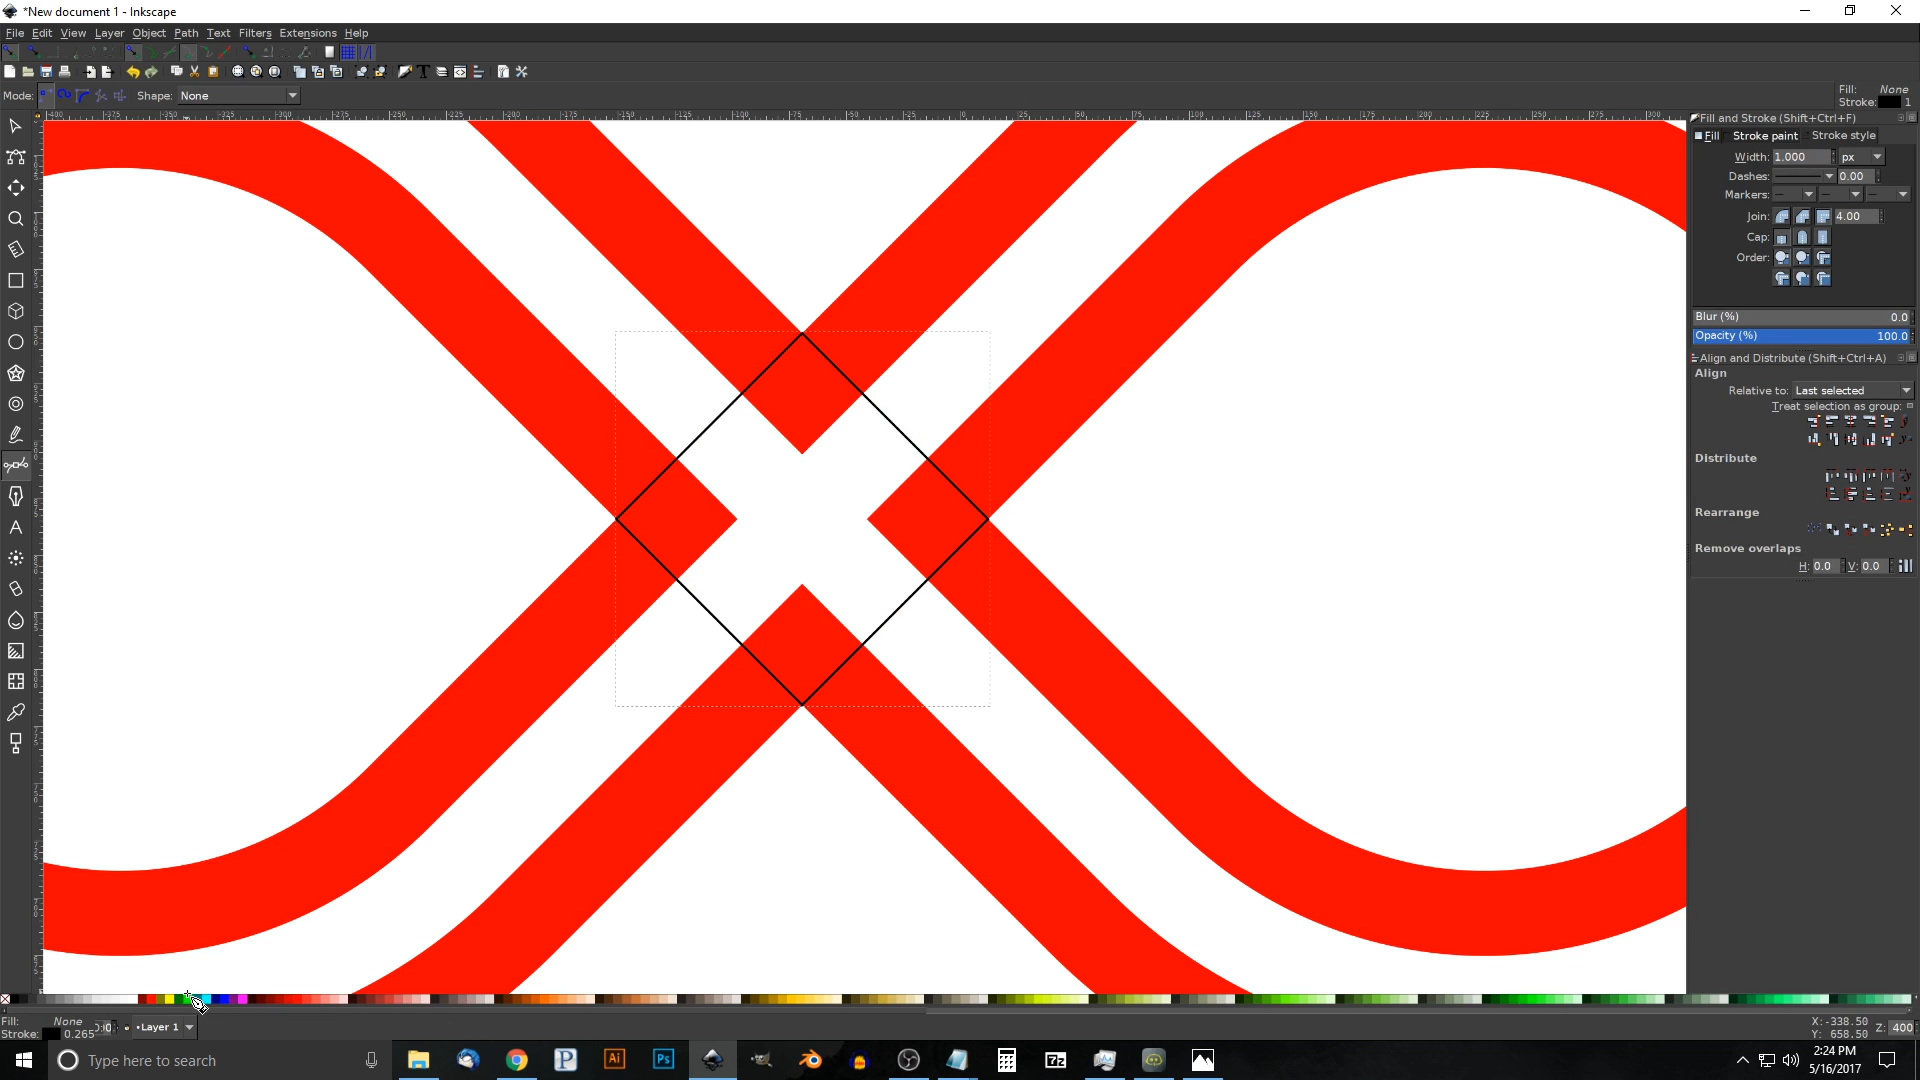 *New document 1 - Inkscape
File Edit View Layer Object Path Text Filters Extensions Help
Mode: Shape: None
Fill: None
Stroke: 1
Fill and Stroke (Shift+Ctrl+F)
Fill Stroke paint Stroke style
Width: 1.000 px
Dashes: 0.00
Markers:
Join: 4.00
Cap:
Order:
Blur (%) 0.0
Opacity (%) 100.0
Align and Distribute (Shift+Ctrl+A)
Align
Relative to: Last selected
Treat selection as group:
Distribute
Rearrange
Remove overlaps
H: 0.0 V: 0.0
Fill: None
Stroke: 0.265
•Layer 1
X: -338.50
Y: 658.50
Z: 400
Type here to search
Ai Ps 7z
2:24 PM
5/16/2017